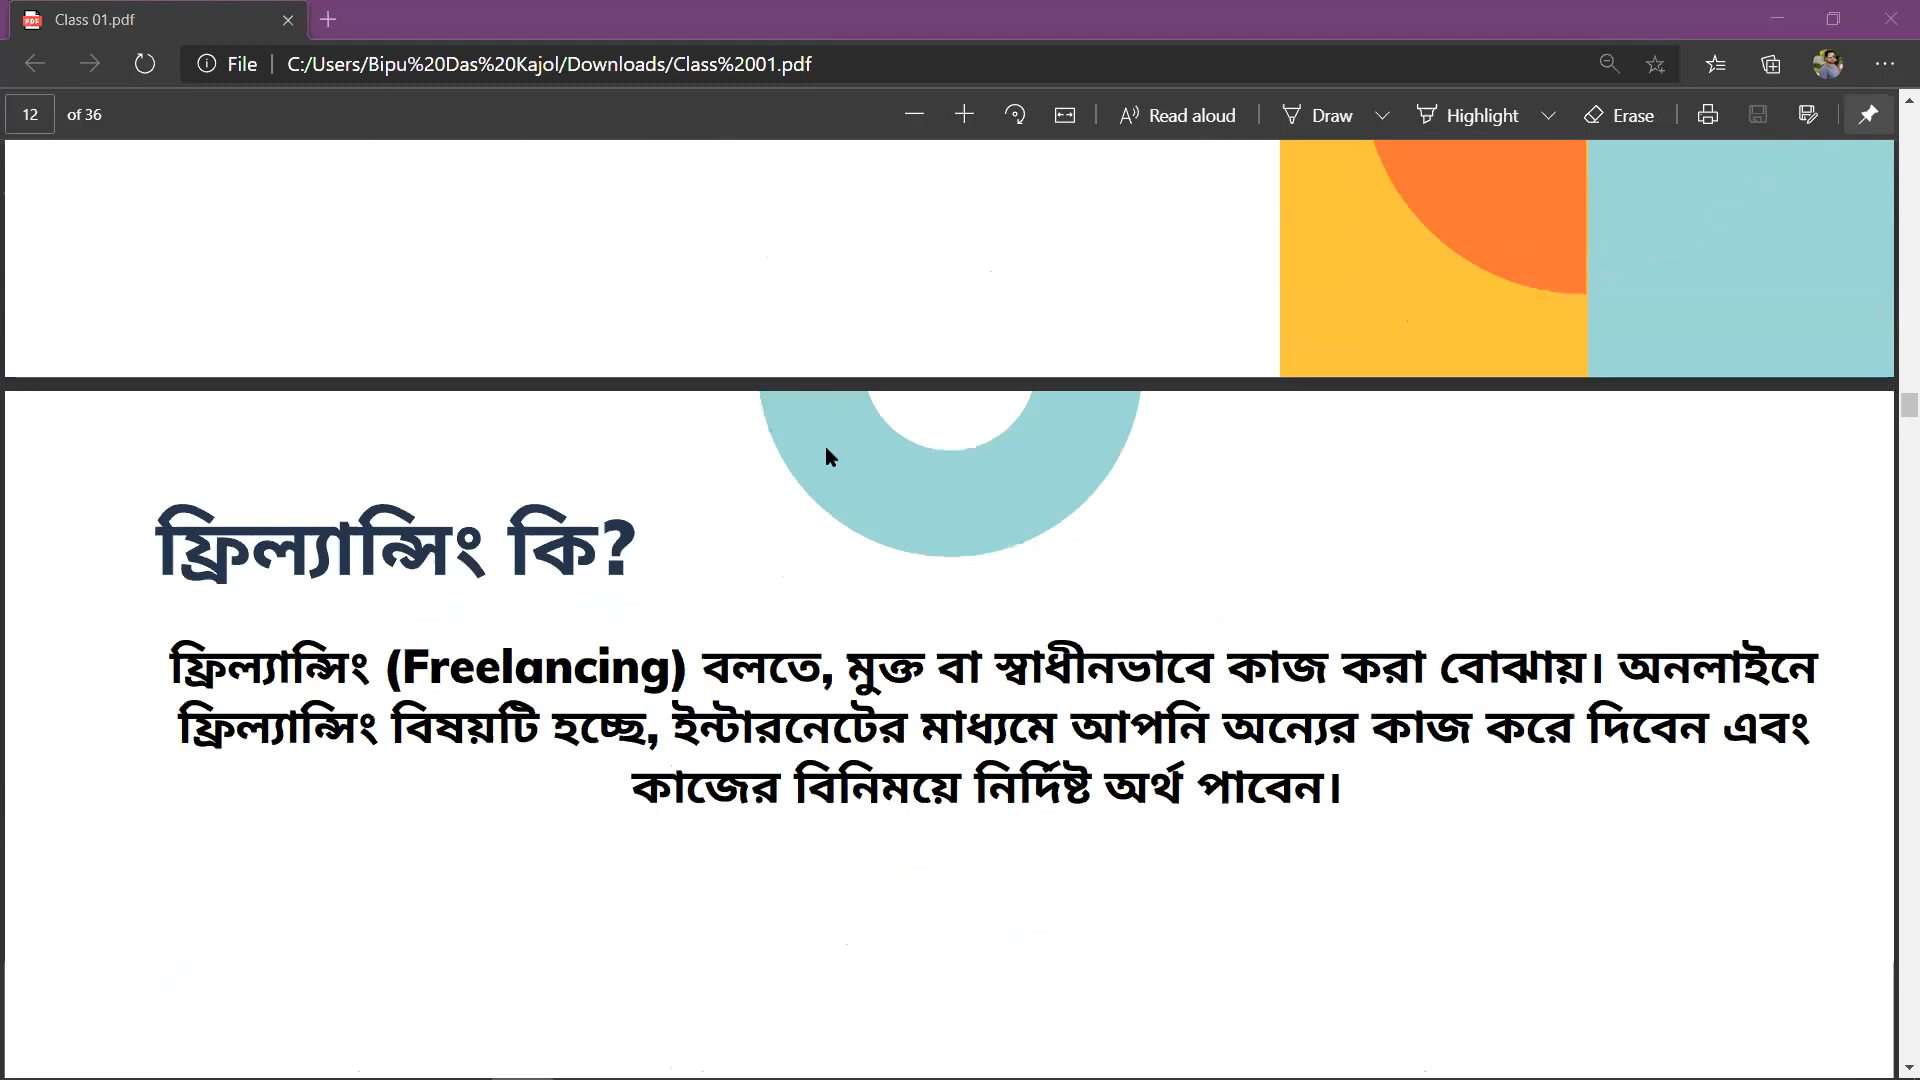 Class 01.pdf
File
C:/Users/Bipu%20Das%20Kajol/Downloads/Class%2001.pdf
12 of 36
Read aloud
Draw
Highlight
Erase
ফ্রিল্যান্সিং কি?
ফ্রিল্যান্সিং (Freelancing) বলতে, মুক্ত বা স্বাধীনভাবে কাজ করা বোঝায়। অনলাইনে
ফ্রিল্যান্সিং বিষয়টি হচ্ছে, ইন্টারনেটের মাধ্যমে আপনি অন্যের কাজ করে দিবেন এবং
কাজের বিনিময়ে নির্দিষ্ট অর্থ পাবেন।